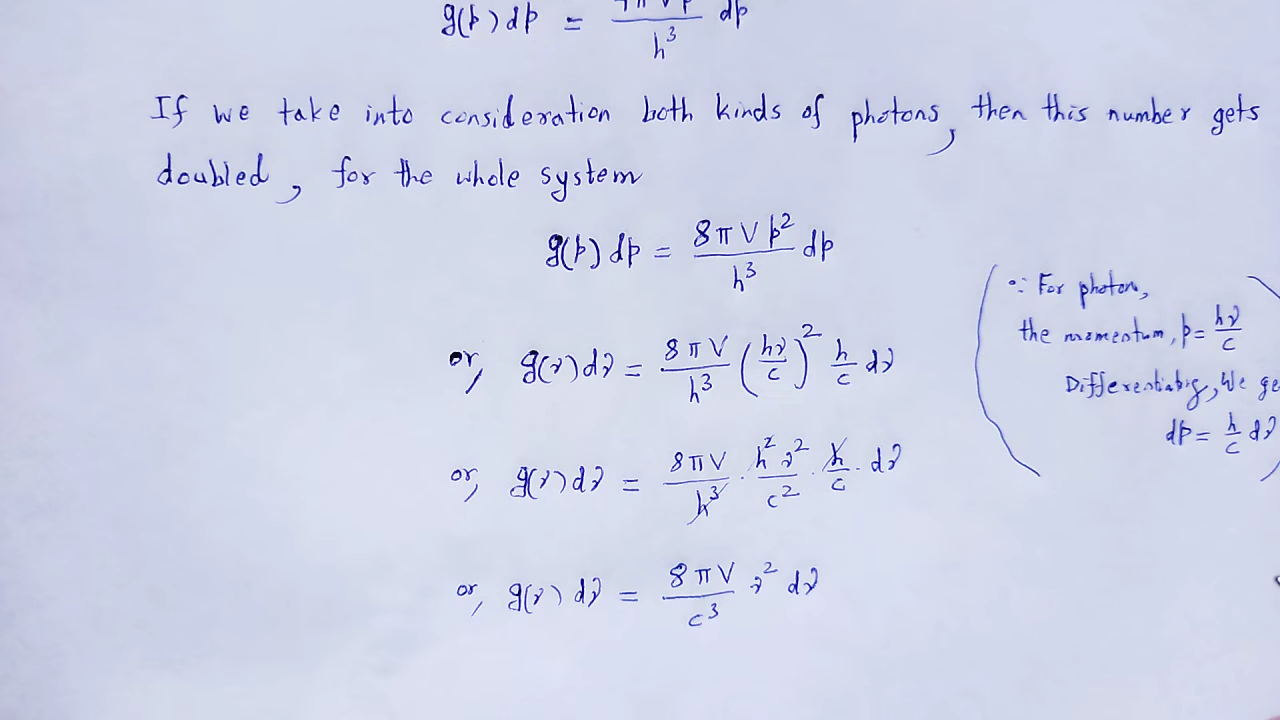 g(p) dp = 4πVp² / h³ dp
If we take into consideration both kinds of photons, then this number gets
doubled, for the whole system
g(p) dp = 8πVp² / h³ dp
∵ For photon,
the momentum, p = hν/c
Differentiating, We ge
dp = h/c dν
or, g(ν)dν = 8πV / h³ (hν/c)² h/c dν
or, g(ν)dν = 8πV / h³ · h²ν² / c² · h/c · dν
or, g(ν) dν = 8πV / c³ ν² dν